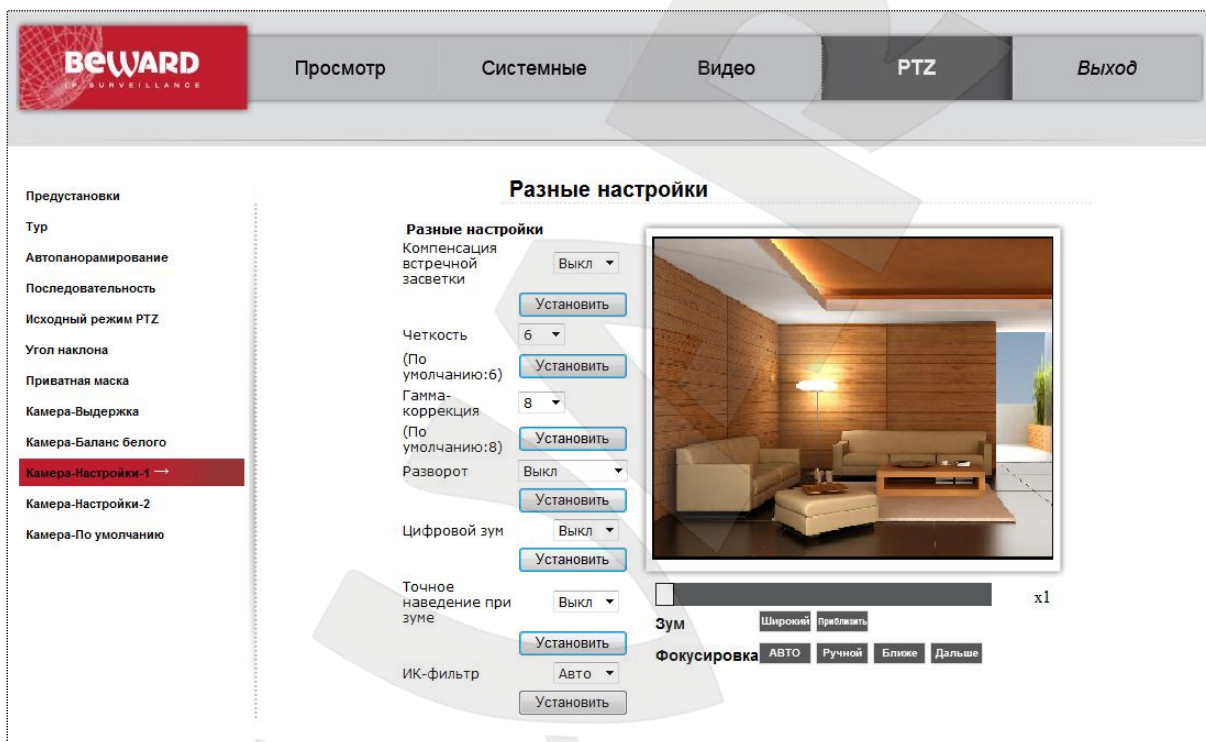 BEWARD
IP SURVEILLANCE
Просмотр
Системные
Видео
PTZ
Выход
Предустановки
Тур
Автопанорамирование
Последовательность
Исходный режим PTZ
Угол наклона
Приватная маска
Камера-Выдержка
Камера-Баланс белого
Камера-Настройки-1 →
Камера-Настройки-2
Камера-По умолчанию
Разные настройки
Разные настройки
Компенсация
встречной
засветки
Выкл
Установить
Четкость
6
(По
умолчанию:6)
Установить
Гамма-
коррекция
8
(По
умолчанию:8)
Установить
Разворот
Выкл
Установить
Цифровой зум
Выкл
Установить
Точное
наведение при
зуме
Выкл
Установить
ИК-фильтр
Авто
Установить
x1
Зум
Широкий
Приблизить
Фокусировка
АВТО
Ручной
Ближе
Дальше